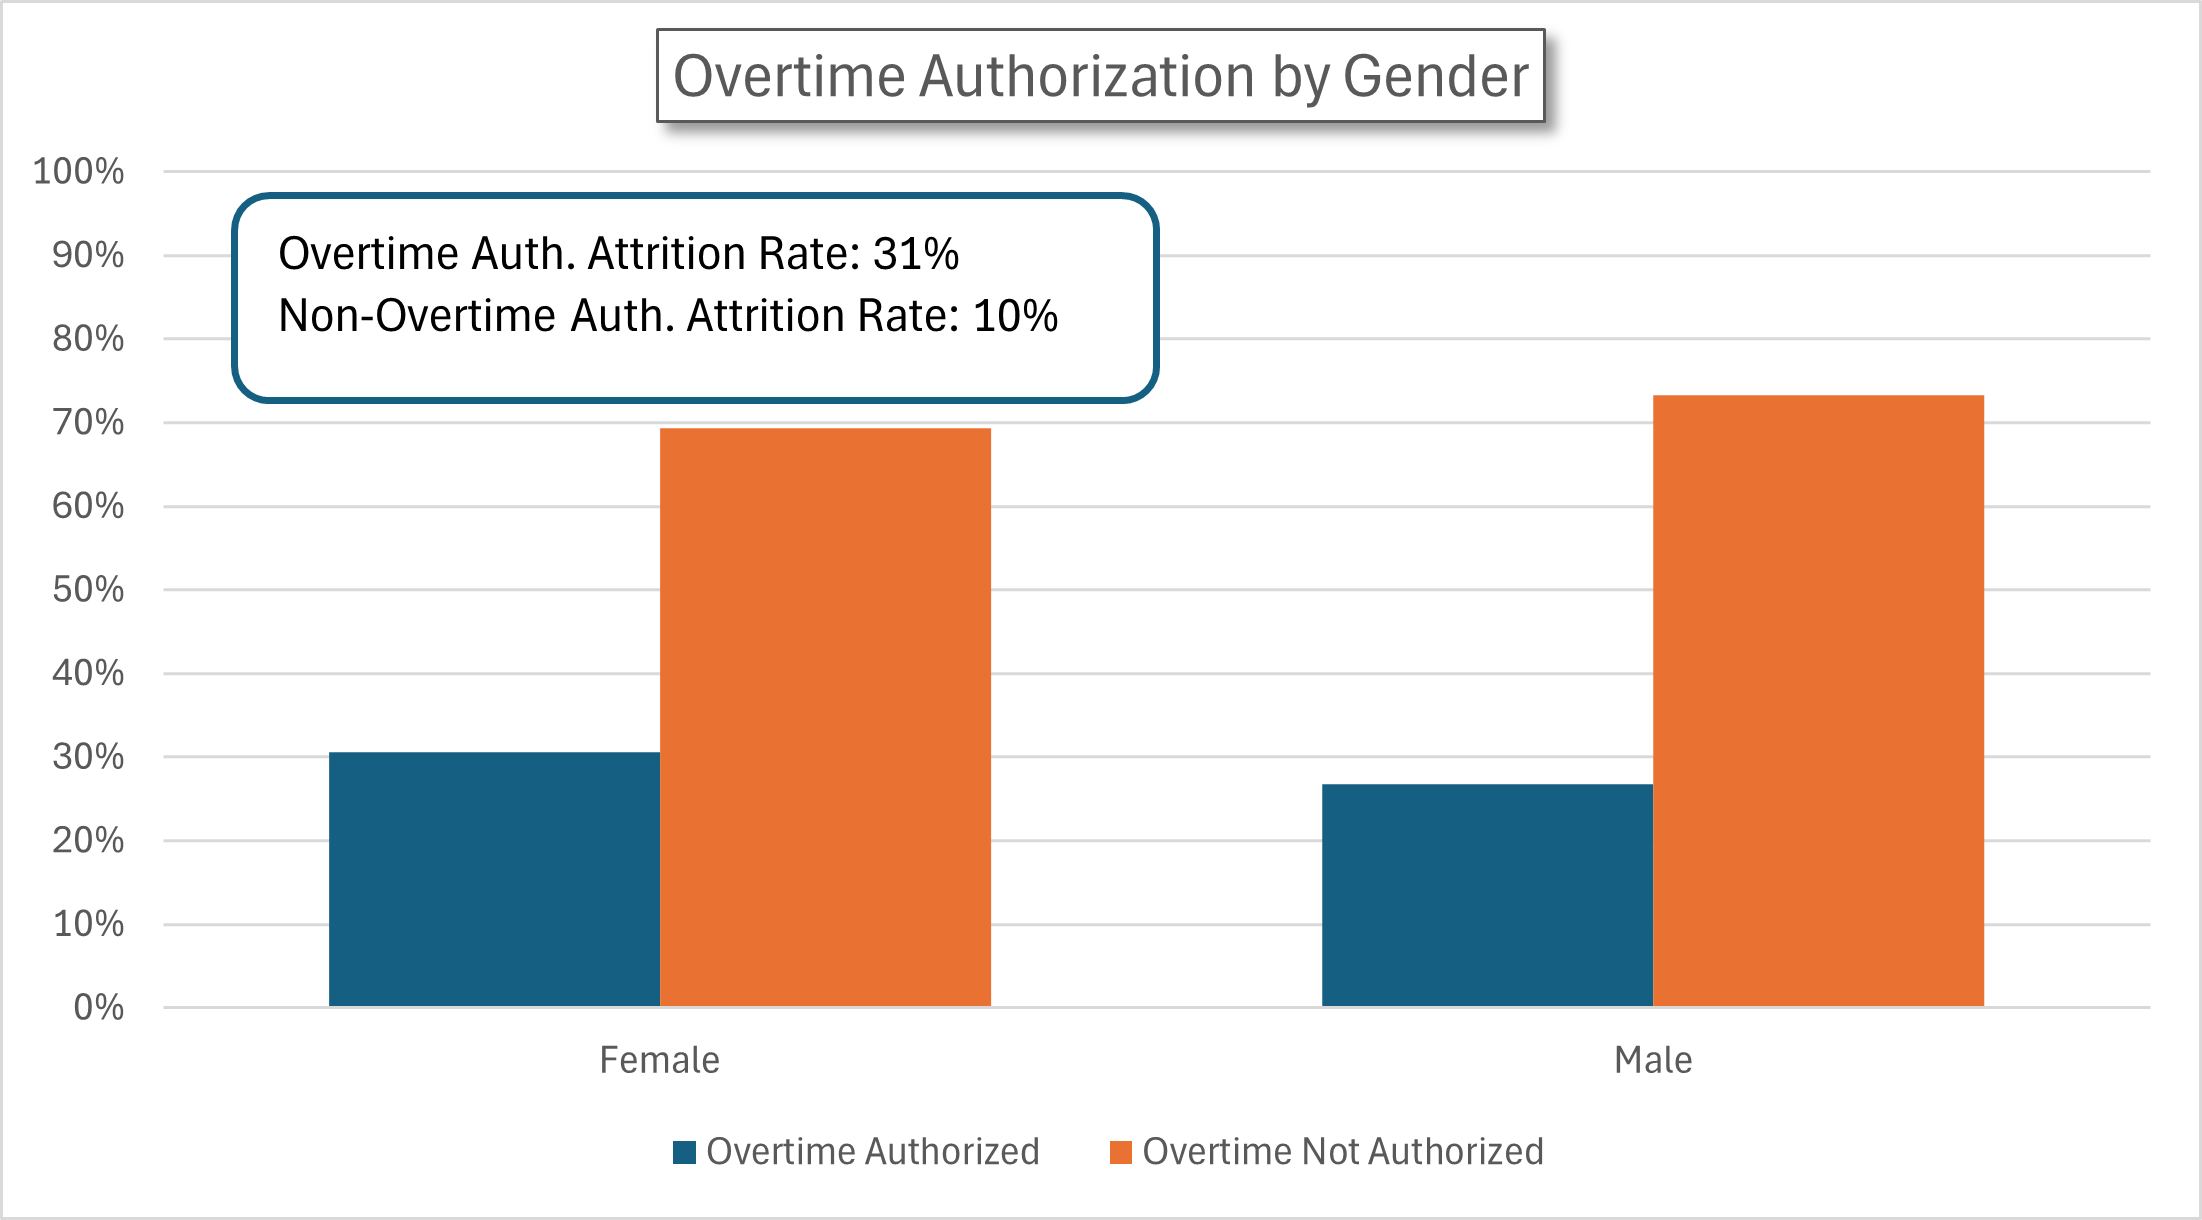 Overtime Authorization by Gender
100%
90%
80%
70%
60%
50%
40%
30%
20%
10%
0%
Overtime Auth. Attrition Rate: 31%
Non-Overtime Auth. Attrition Rate: 10%
Female
Male
Overtime Authorized
Overtime Not Authorized